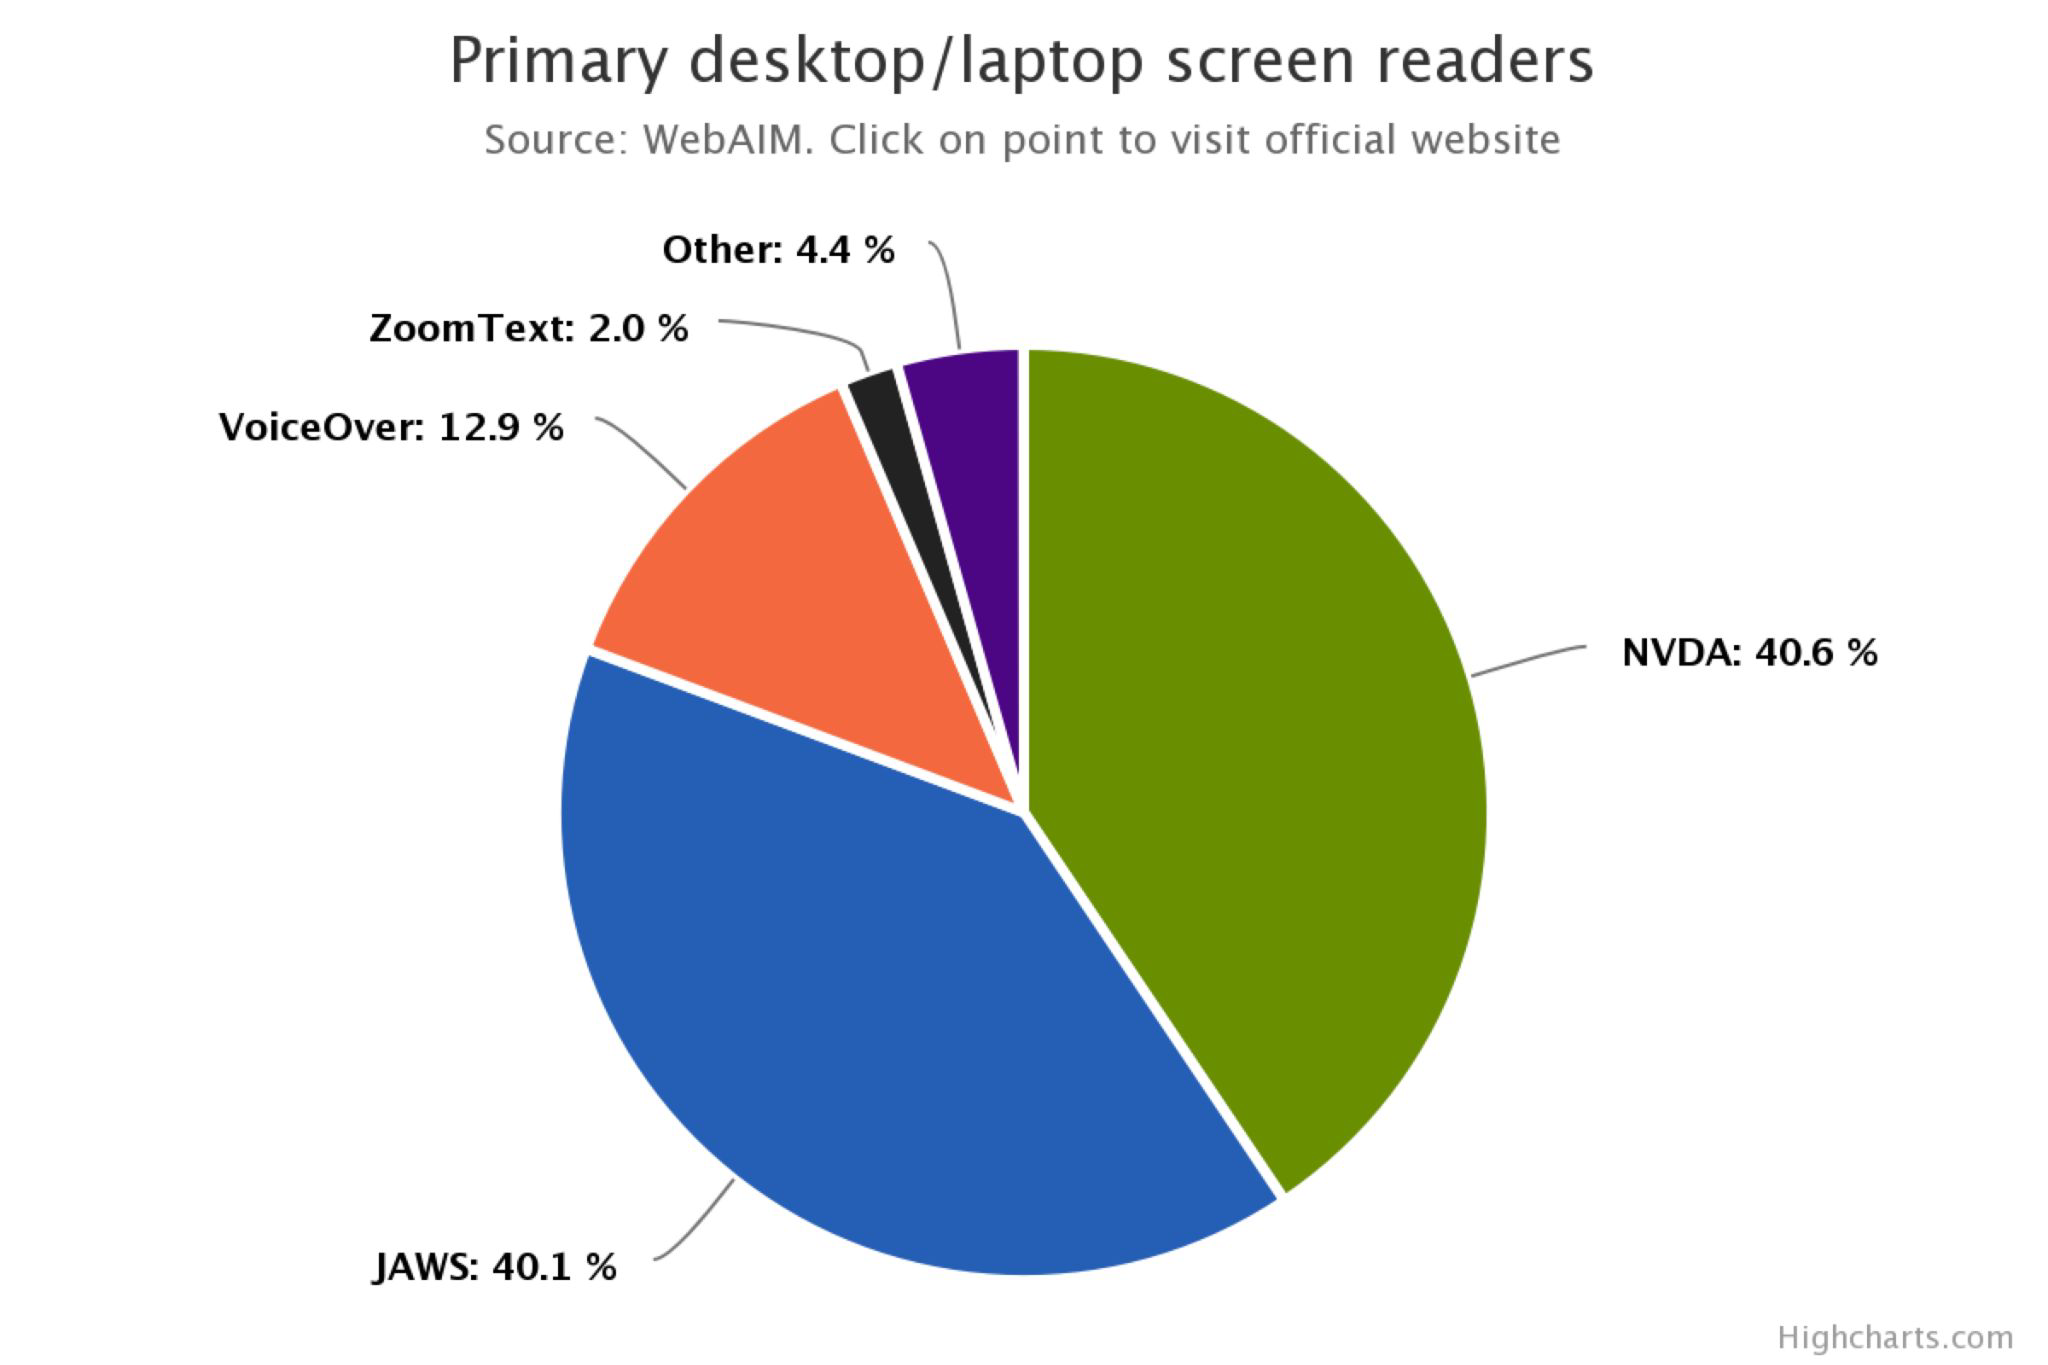 Primary desktop/laptop screen readers
Source: WebAIM. Click on point to visit official website
Other: 4.4 %
ZoomText: 2.0 %
VoiceOver: 12.9 %
NVDA: 40.6 %
JAWS: 40.1 %
Highcharts.com